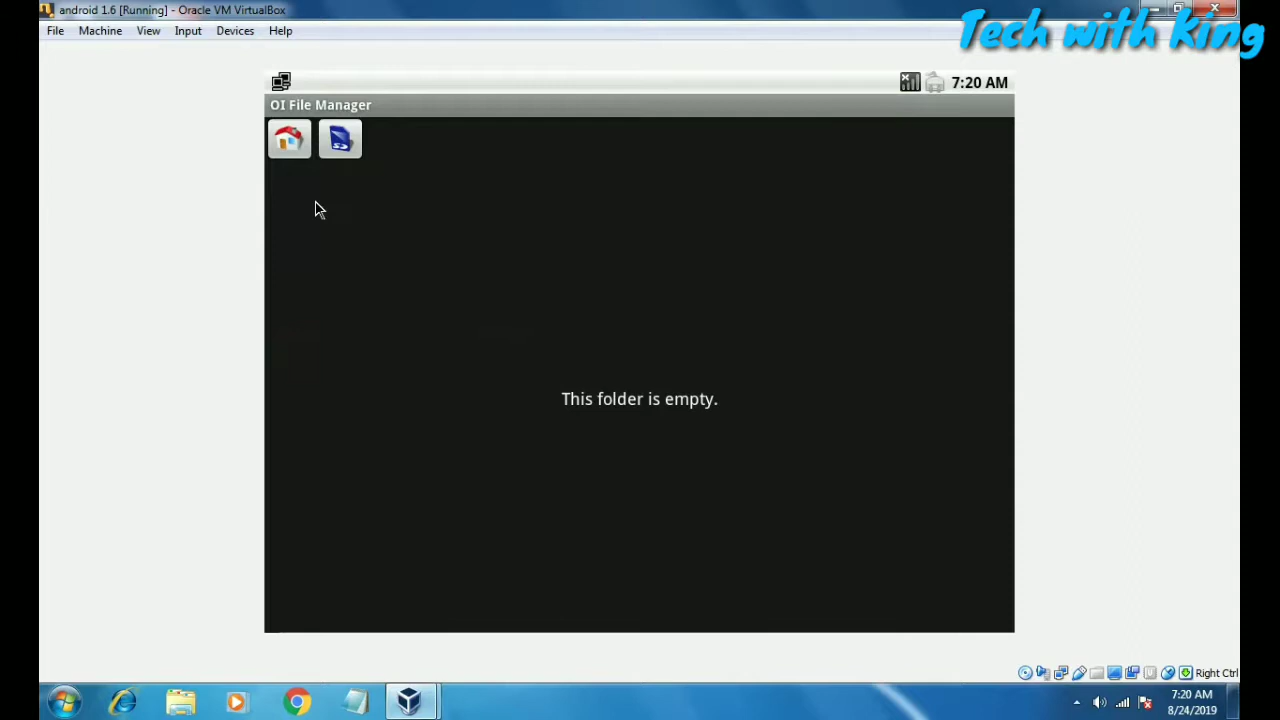 android 1.6 [Running] - Oracle VM VirtualBox
Tech with King
File Machine View Input Devices Help
7:20 AM
OI File Manager
This folder is empty.
Right Ctrl
7:20 AM
8/24/2019